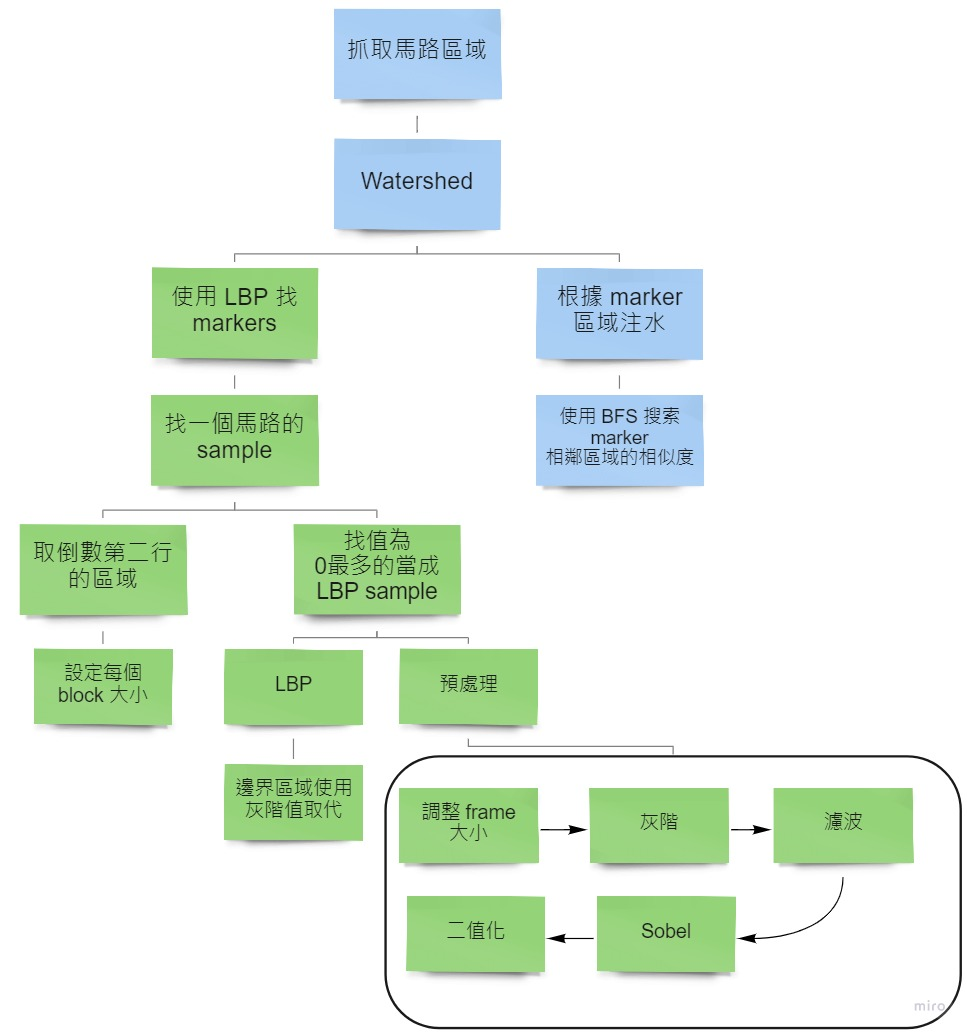 抓取馬路區域
Watershed
使用 LBP 找
markers
根據 marker
區域注水
找一個馬路的
sample
使用 BFS 搜索
marker
相鄰區域的相似度
取倒數第二行
的區域
找值為
0最多的當成
LBP sample
設定每個
block 大小
LBP
預處理
邊界區域使用
灰階值取代
調整 frame
大小
灰階
濾波
二值化
Sobel
miro